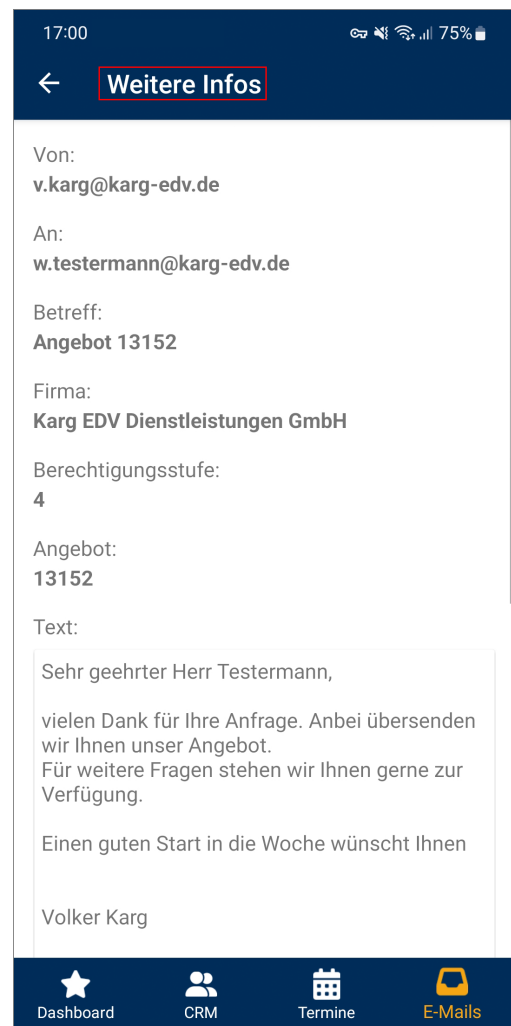 17:00 75%
Weitere Infos
Von:
v.karg@karg-edv.de
An:
w.testermann@karg-edv.de
Betreff:
Angebot 13152
Firma:
Karg EDV Dienstleistungen GmbH
Berechtigungsstufe:
4
Angebot:
13152
Text:
Sehr geehrter Herr Testermann,
vielen Dank für Ihre Anfrage. Anbei übersenden
wir Ihnen unser Angebot.
Für weitere Fragen stehen wir Ihnen gerne zur
Verfügung.
Einen guten Start in die Woche wünscht Ihnen
Volker Karg
Dashboard CRM Termine E-Mails